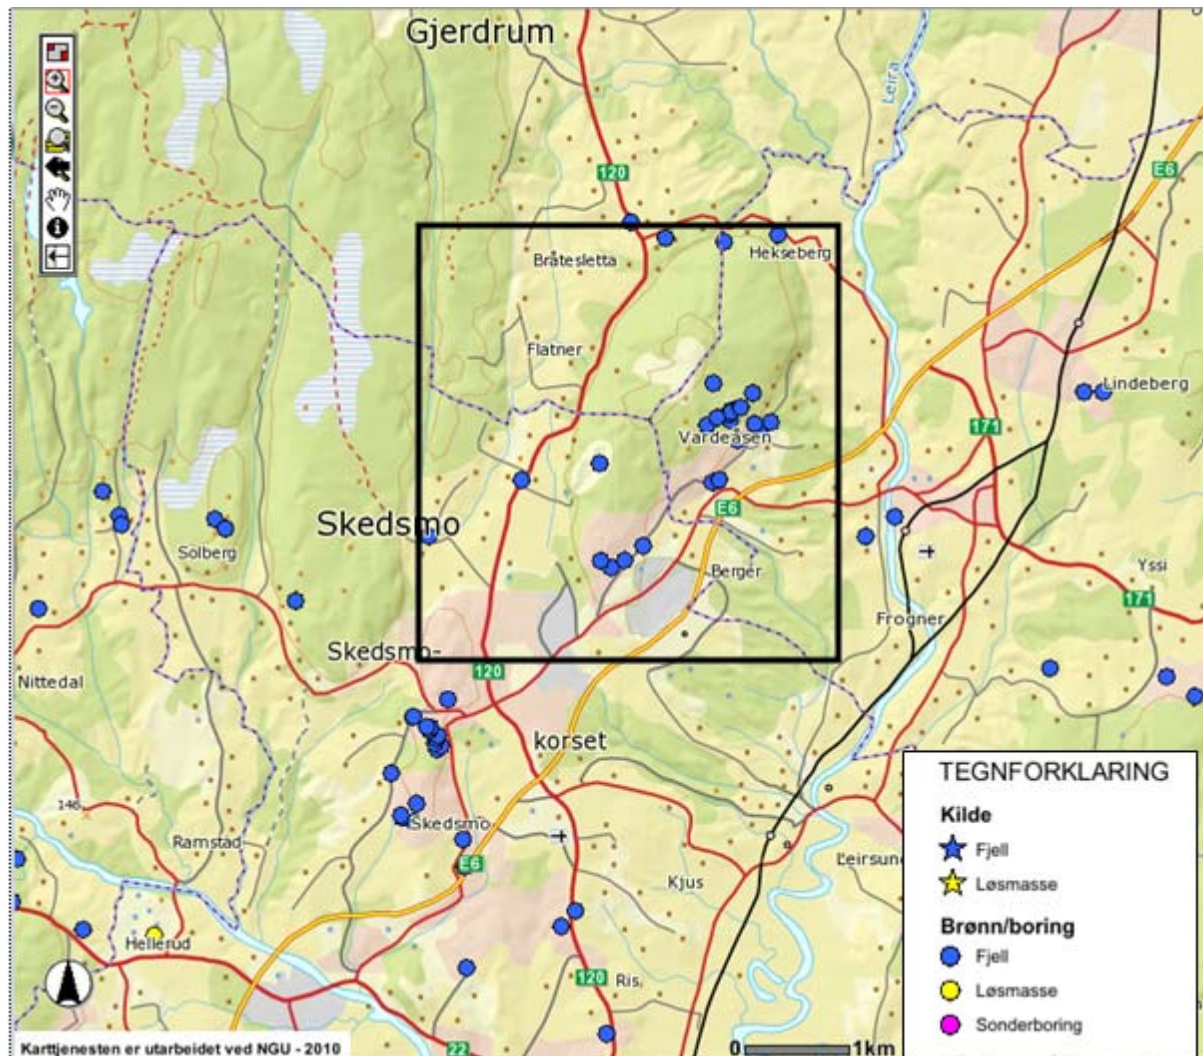 Gjerdrum
Leira
120
E6
Bråtesletta
Hekseberg
Flatner
Lindeberg
171
Vardeåsen
E6
Skedsmo
Solberg
Berger
Yssi
171
Frogner
Skedsmo-
120
Nittedal
korset
146
Skedsmo
Ramstad
E6
Kjus
Leirsund
Hellerud
Ris
120
22
TEGNFORKLARING
Kilde
Fjell
Løsmasse
Brønn/boring
Fjell
Løsmasse
Sonderboring
Karttjenesten er utarbeidet ved NGU - 2010
0 1km